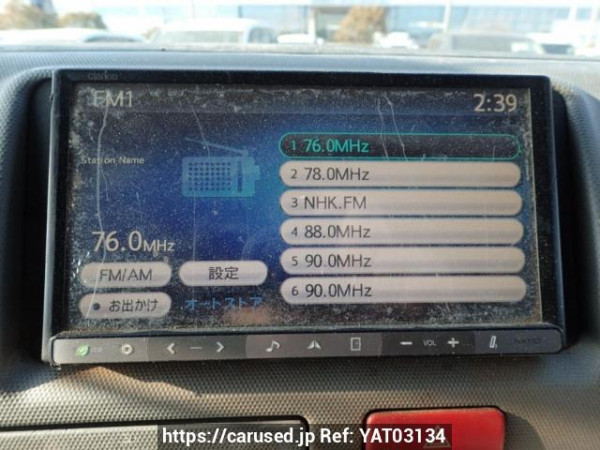 Clarion
FM1
2:39
Station Name
1 76.0MHz
2 78.0MHz
3 NHK.FM
4 88.0MHz
5 90.0MHz
6 90.0MHz
76.0MHz
FM/AM
設定
お出かけ
オートストア
VOL
https://carused.jp Ref: YAT03134